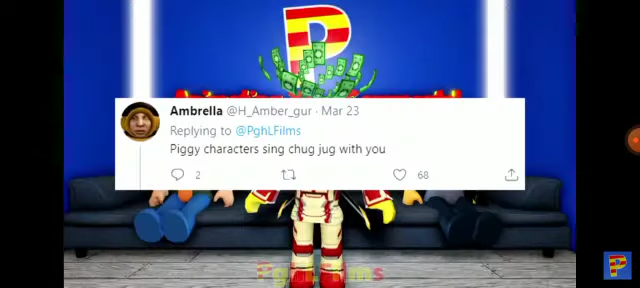 P
Ambrella @H_Amber_gur · Mar 23
Replying to @PghLFilms
Piggy characters sing chug jug with you
2
68
PghLFilms
P